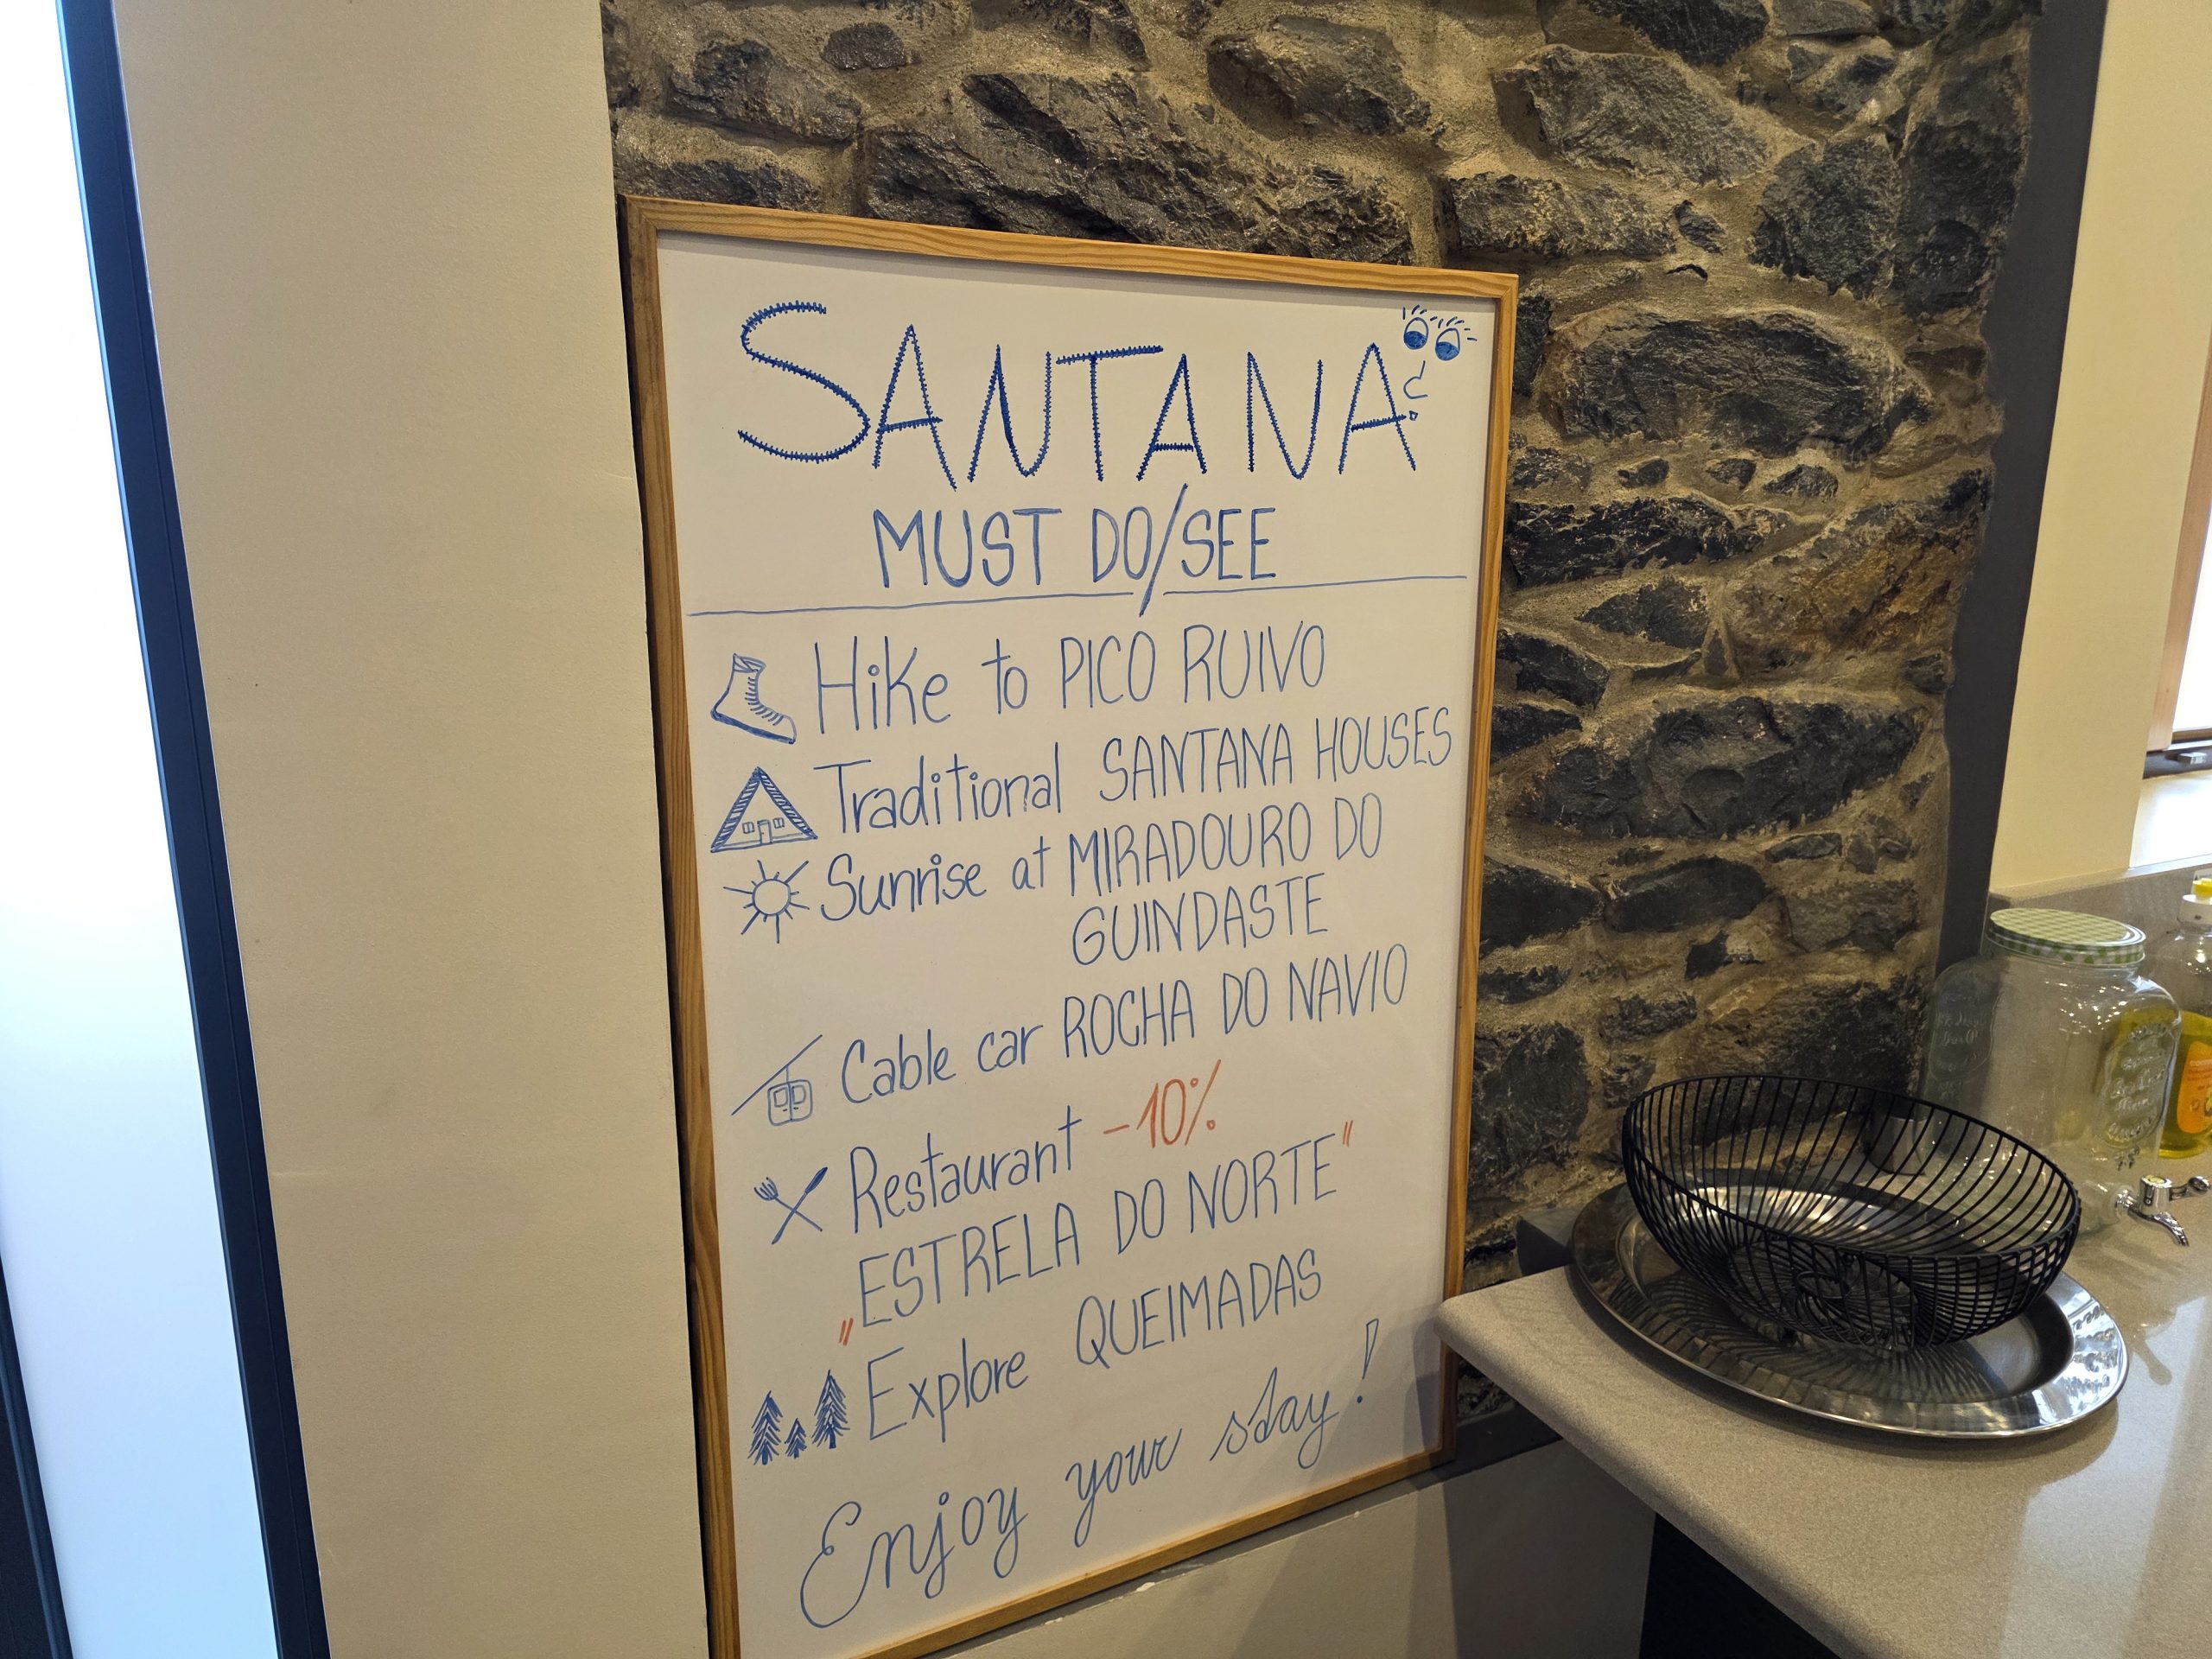 SANTANA
MUST DO/SEE
Hike to PICO RUIVO
Traditional SANTANA HOUSES
Sunrise at MIRADOURO DO
GUINDASTE
Cable car ROCHA DO NAVIO
Restaurant -10%
„ESTRELA DO NORTE"
Explore QUEIMADAS
Enjoy your stay!